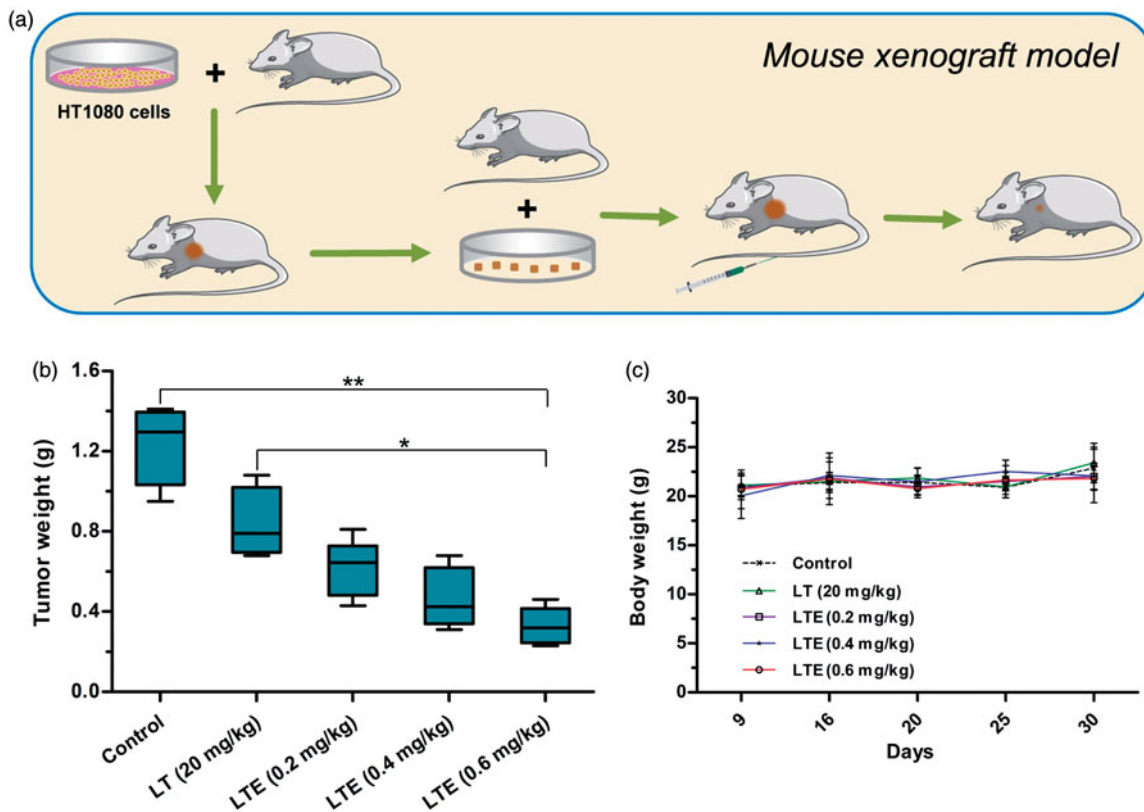 (a)
Mouse xenograft model
+
HT1080 cells
+
(b)
Tumor weight (g)
1.6
1.2
0.8
0.4
0.0
**
*
Control
LT (20 mg/kg)
LTE (0.2 mg/kg)
LTE (0.4 mg/kg)
LTE (0.6 mg/kg)
(c)
Body weight (g)
30
25
20
15
10
5
0
Control
LT (20 mg/kg)
LTE (0.2 mg/kg)
LTE (0.4 mg/kg)
LTE (0.6 mg/kg)
9
16
20
25
30
Days